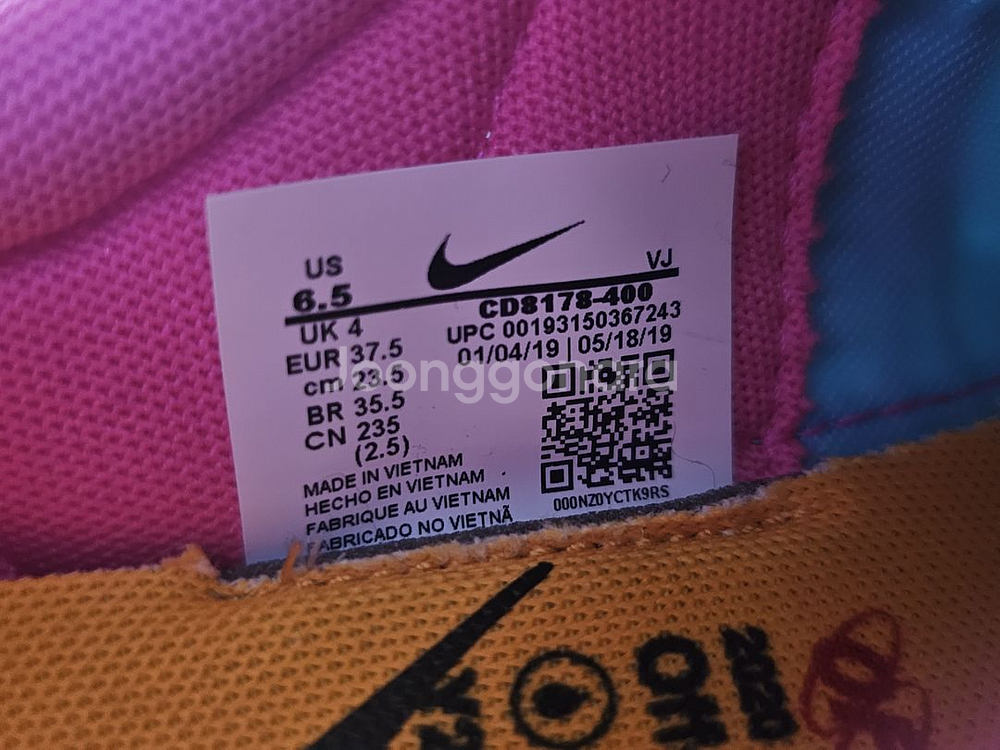 US
6.5
VJ
CD8178-400
UK 4
UPC 00193150367243
EUR 37.5
01/04/19 | 05/18/19
cm 23.5
Joonggonara
BR 35.5
CN 235
(2.5)
MADE IN VIETNAM
HECHO EN VIETNAM
FABRIQUE AU VIETNAM
FABRICADO NO VIETNÃ
000NZ0YCTK9RS
2020